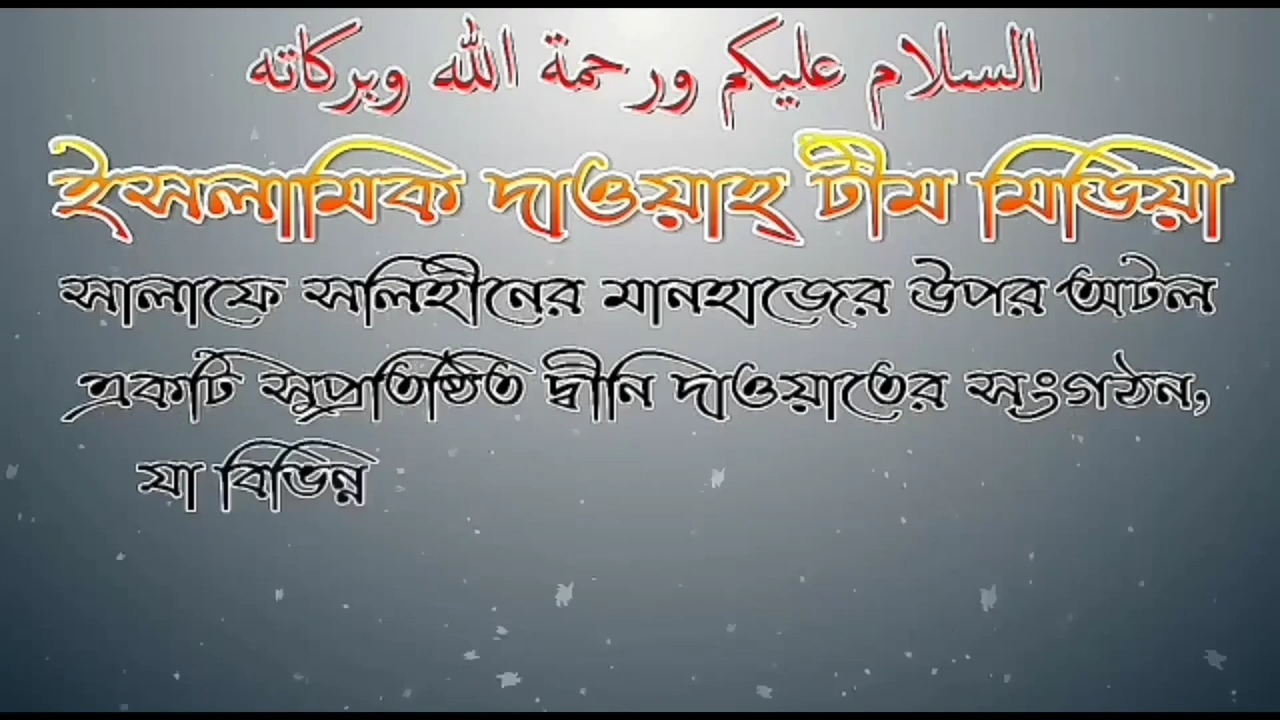 السلام عليكم ورحمة الله وبركاته
ইসলামিক দাওয়াহ্ টীম মিডিয়া
সালাফে সলিহীনের মানহাজের উপর অটল
একটি সুপ্রতিষ্ঠিত দ্বীনি দাওয়াতের সংগঠন,
যা বিভিন্ন